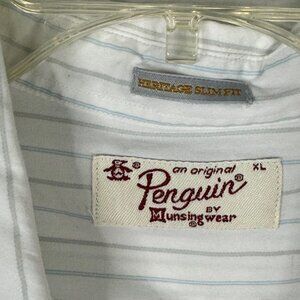 HERITAGE SLIM FIT
an original XL
Penguin®
BY
Munsingwear®